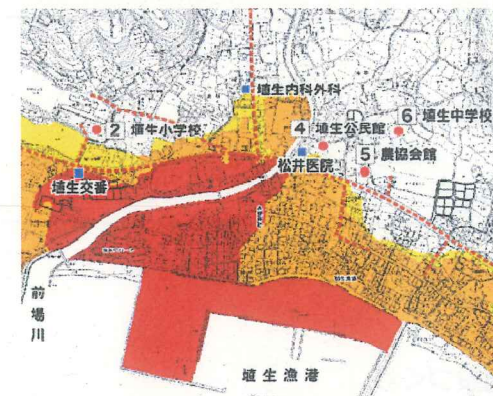 埴生内科外科
2 埴生小学校
6 埴生中学校
4 埴生公民館
松井医院
5 農協会館
埴生交番
前場川
埴生漁港